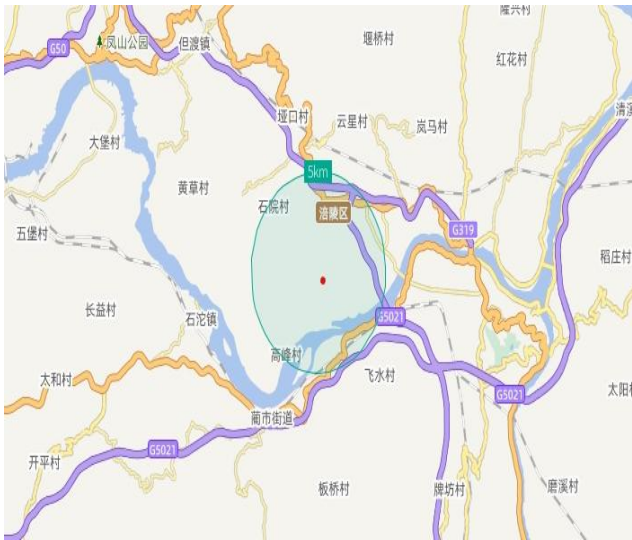 隆兴村
堰桥村
凤山公园
但渡镇
G50
红花村
垭口村
云星村
岚马村
大堡村
5km
黄草村
石院村
涪陵区
G319
五堡村
稻庄村
长益村
石沱镇
G5021
高峰村
太和村
飞水村
G5021
蔺市街道
G5021
开平村
板桥村
牌坊村
磨溪村